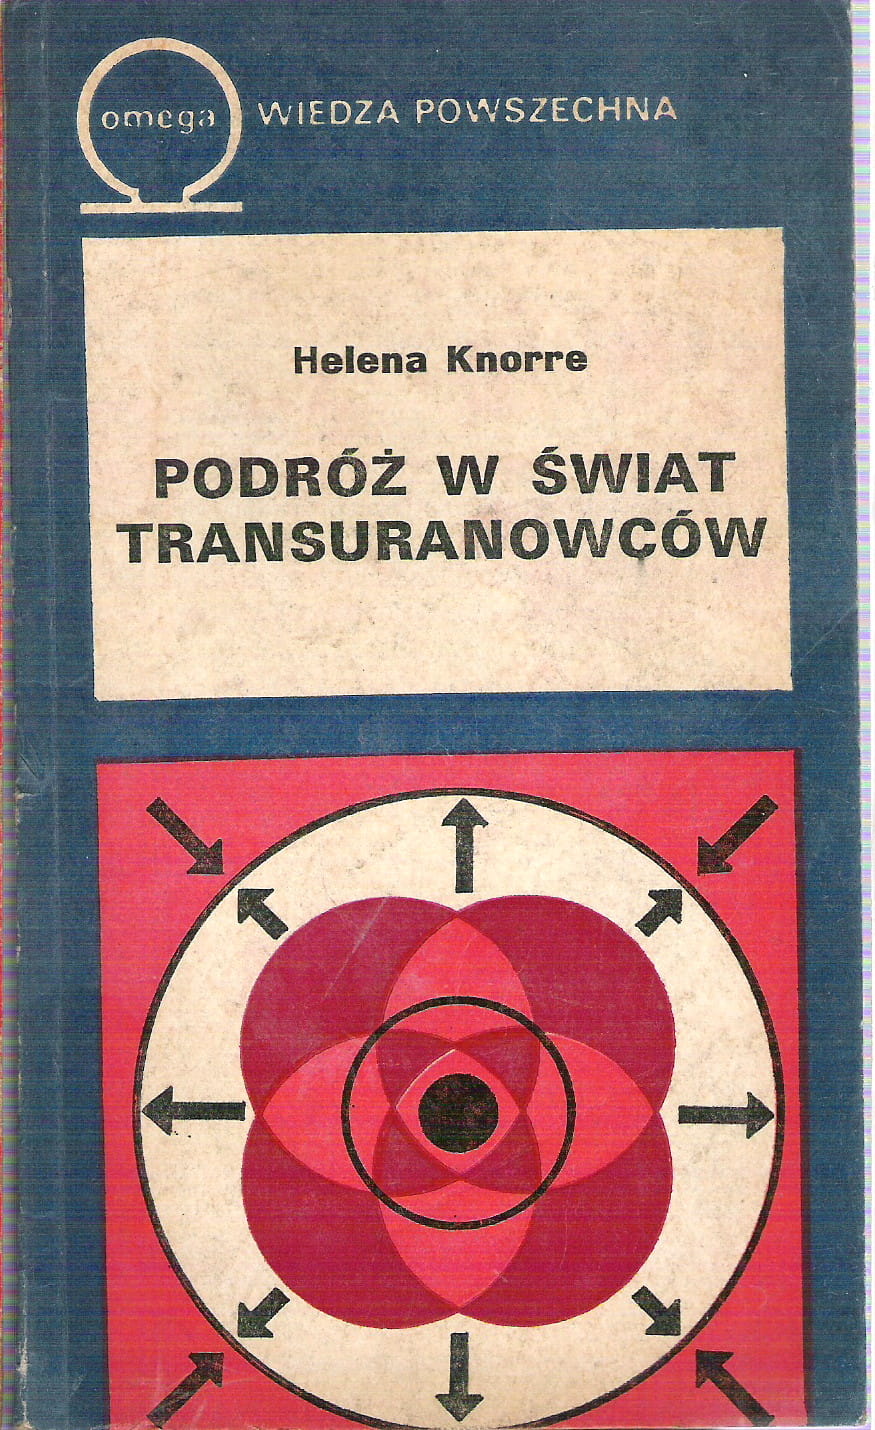 omega WIEDZA POWSZECHNA
Helena Knorre
PODRÓŻ W ŚWIAT
TRANSURANOWCÓW